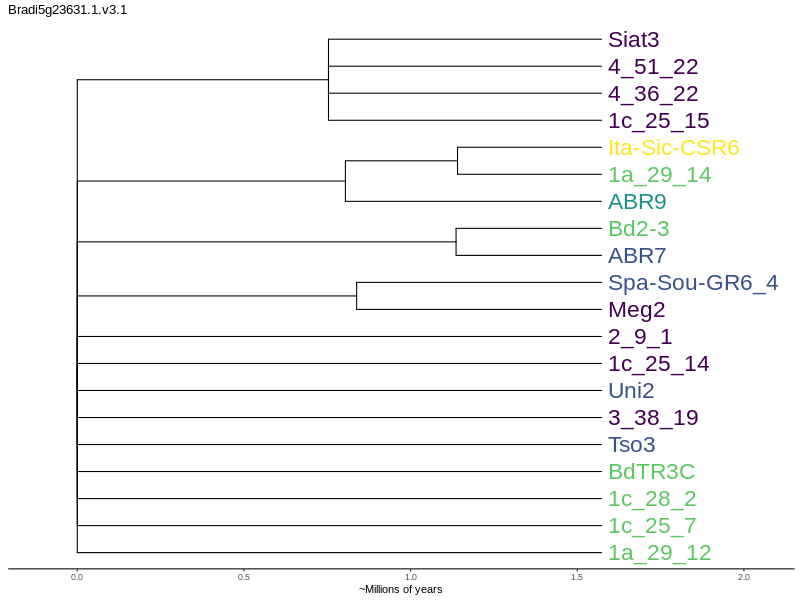 Bradi5g23631.1.v3.1
Siat3
4_51_22
4_36_22
1c_25_15
Ita-Sic-CSR6
1a_29_14
ABR9
Bd2-3
ABR7
Spa-Sou-GR6_4
Meg2
2_9_1
1c_25_14
Uni2
3_38_19
Tso3
BdTR3C
1c_28_2
1c_25_7
1a_29_12
0.0 0.5 1.0 1.5 2.0
~Millions of years